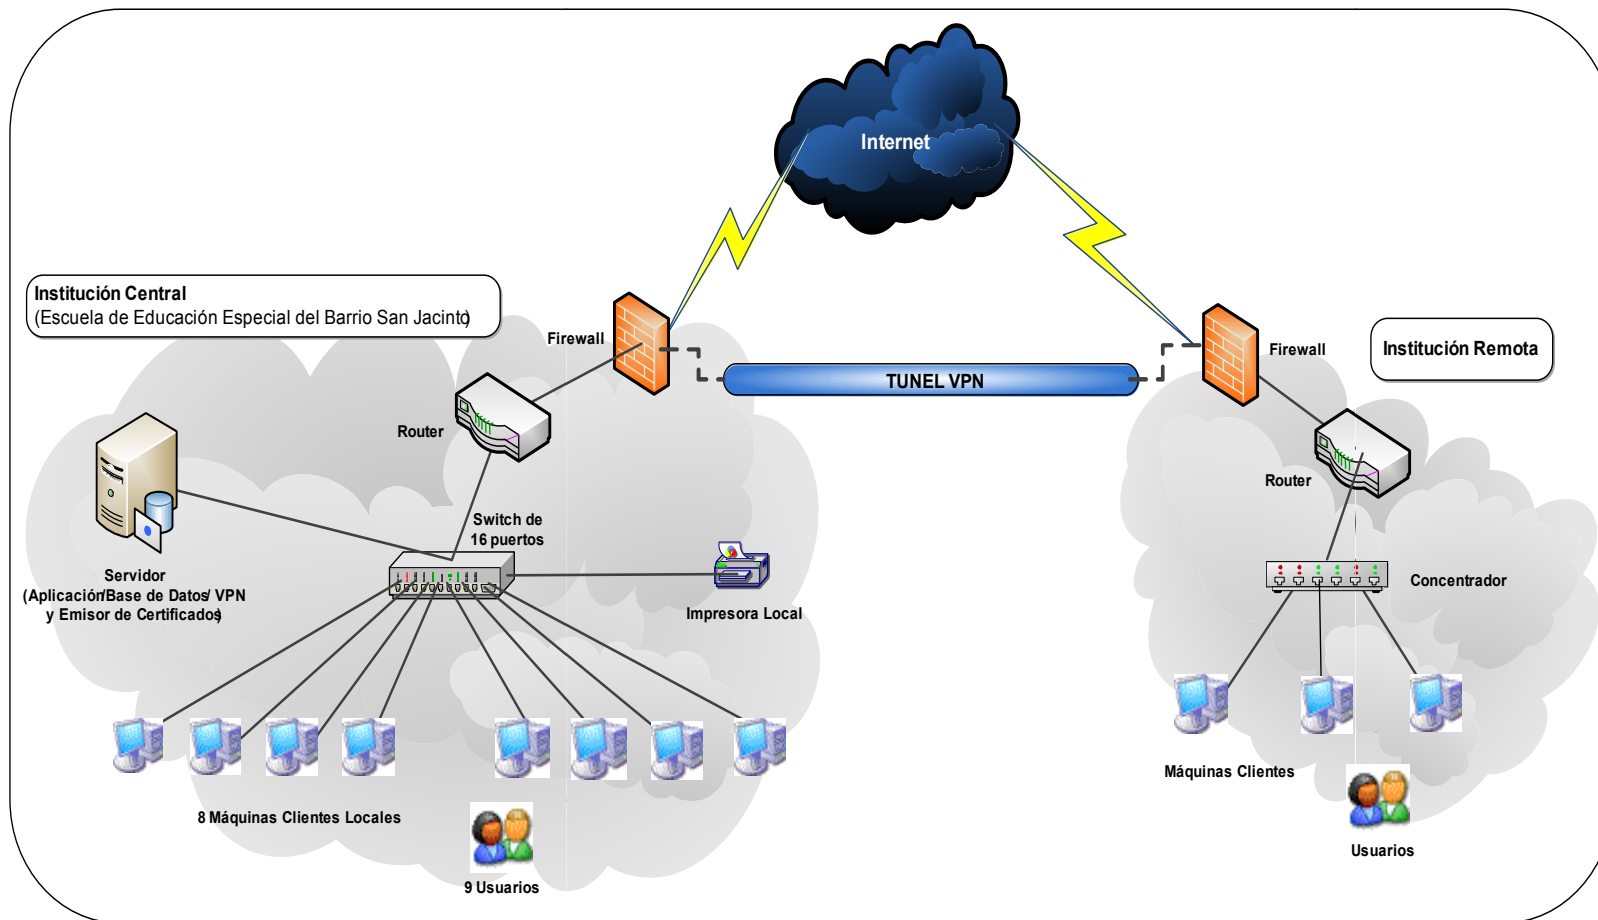 Internet
Institución Central
(Escuela de Educación Especial del Barrio San Jacinto)
Firewall
TUNEL VPN
Firewall
Institución Remota
Router
Router
Switch de
16 puertos
Servidor
(Aplicación/Base de Datos/ VPN
y Emisor de Certificados)
Impresora Local
Concentrador
8 Máquinas Clientes Locales
9 Usuarios
Máquinas Clientes
Usuarios